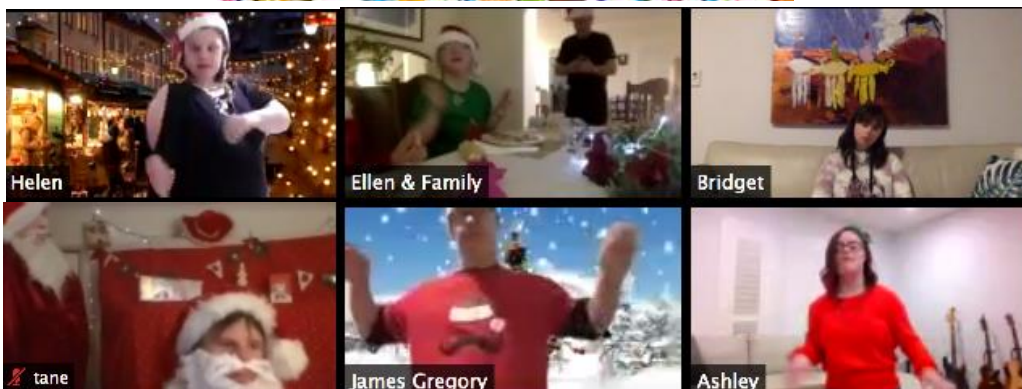 Helen
Ellen & Family
Bridget
tane
James Gregory
Ashley